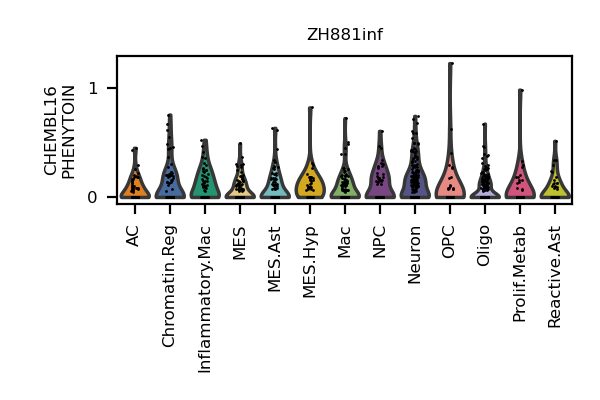 ZH881inf
CHEMBL16
PHENYTOIN
1
0
AC
Chromatin.Reg
Inflammatory.Mac
MES
MES.Ast
MES.Hyp
Mac
NPC
Neuron
OPC
Oligo
Prolif.Metab
Reactive.Ast